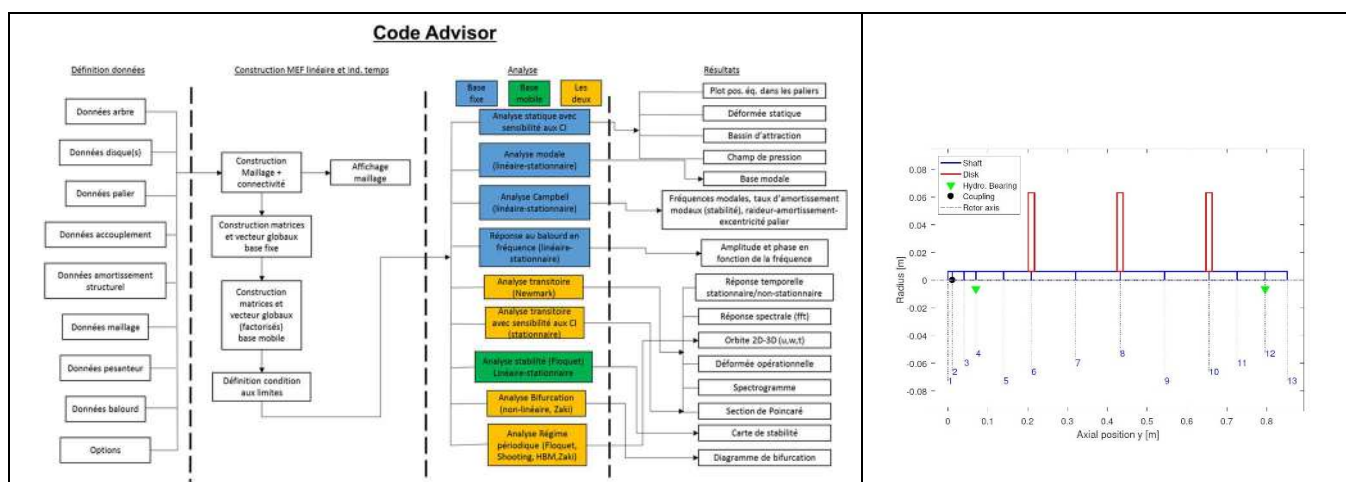 Code Advisor
Définition données
Données arbre
Données disque(s)
Données palier
Données accouplement
Données amortissement
structurel
Données maillage
Données pesanteur
Données balourd
Options
Construction MEF linéaire et ind. temps
Construction
Maillage +
connectivité
Affichage
maillage
Construction matrices
et vecteur globaux
base fixe
Construction
matrices et
vecteur globaux
(factorisés)
base mobile
Définition condition
aux limites
Analyse
Base
fixe
Base
mobile
Les
deux
Analyse statique avec
sensibilité aux CI
Analyse modale
(linéaire-stationnaire)
Analyse Campbell
(linéaire-stationnaire)
Réponse au balourd en
fréquence (linéaire-
stationnaire)
Analyse transitoire
(Newmark)
Analyse transitoire
avec sensibilité aux CI
(stationnaire)
Analyse stabilité (Floquet)
Linéaire-stationnaire
Analyse Bifurcation
(non-linéaire, Zaki)
Analyse Régime
périodique (Floquet,
Shooting, HBM,Zaki)
Résultats
Plot pos. éq. dans les paliers
Déformée statique
Bassin d'attraction
Champ de pression
Base modale
Fréquences modales, taux d'amortissement
modaux (stabilité), raideur-amortissement-
excentricité palier
Amplitude et phase en
fonction de la fréquence
Réponse temporelle
stationnaire/non-stationnaire
Réponse spectrale (fft)
Orbite 2D-3D (u,w,t)
Déformée opérationnelle
Spectrogramme
Section de Poincaré
Carte de stabilité
Diagramme de bifurcation
Shaft
Disk
Hydro. Bearing
Coupling
Rotor axis
Radius [m]
0.08
0.06
0.04
0.02
0
-0.02
-0.04
-0.06
-0.08
1
2
3
4
5
6
7
8
9
10
11
12
13
0
0.1
0.2
0.3
0.4
0.5
0.6
0.7
0.8
Axial position y [m]